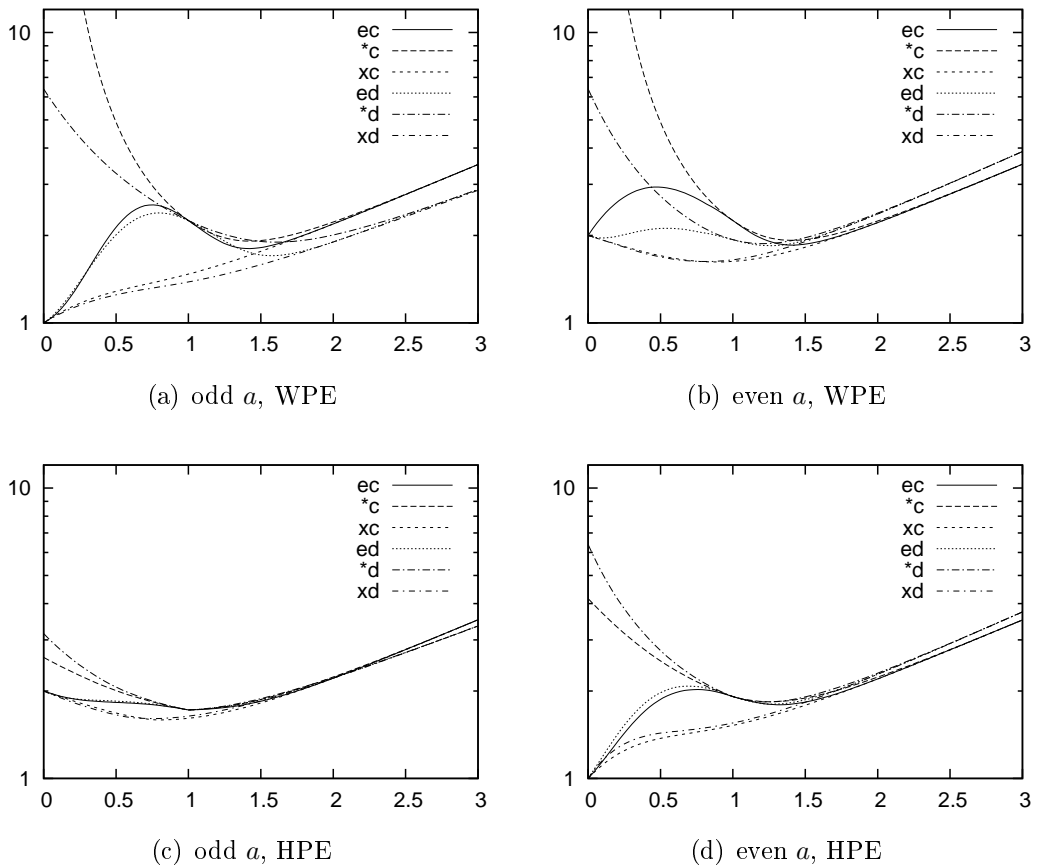 10
1
0 0.5 1 1.5 2 2.5 3
ec
*c
xc
ed
*d
xd
(a) odd a, WPE
10
1
0 0.5 1 1.5 2 2.5 3
ec
*c
xc
ed
*d
xd
(b) even a, WPE
10
1
0 0.5 1 1.5 2 2.5 3
ec
*c
xc
ed
*d
xd
(c) odd a, HPE
10
1
0 0.5 1 1.5 2 2.5 3
ec
*c
xc
ed
*d
xd
(d) even a, HPE